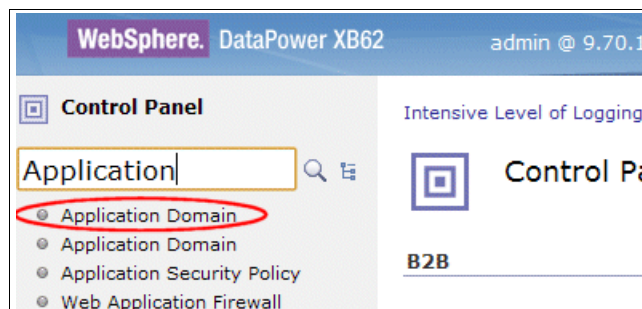 WebSphere. DataPower XB62
admin @ 9.70.1
Control Panel
Application
Application Domain
Application Domain
Application Security Policy
Web Application Firewall
Intensive Level of Logging
Control Pa
B2B